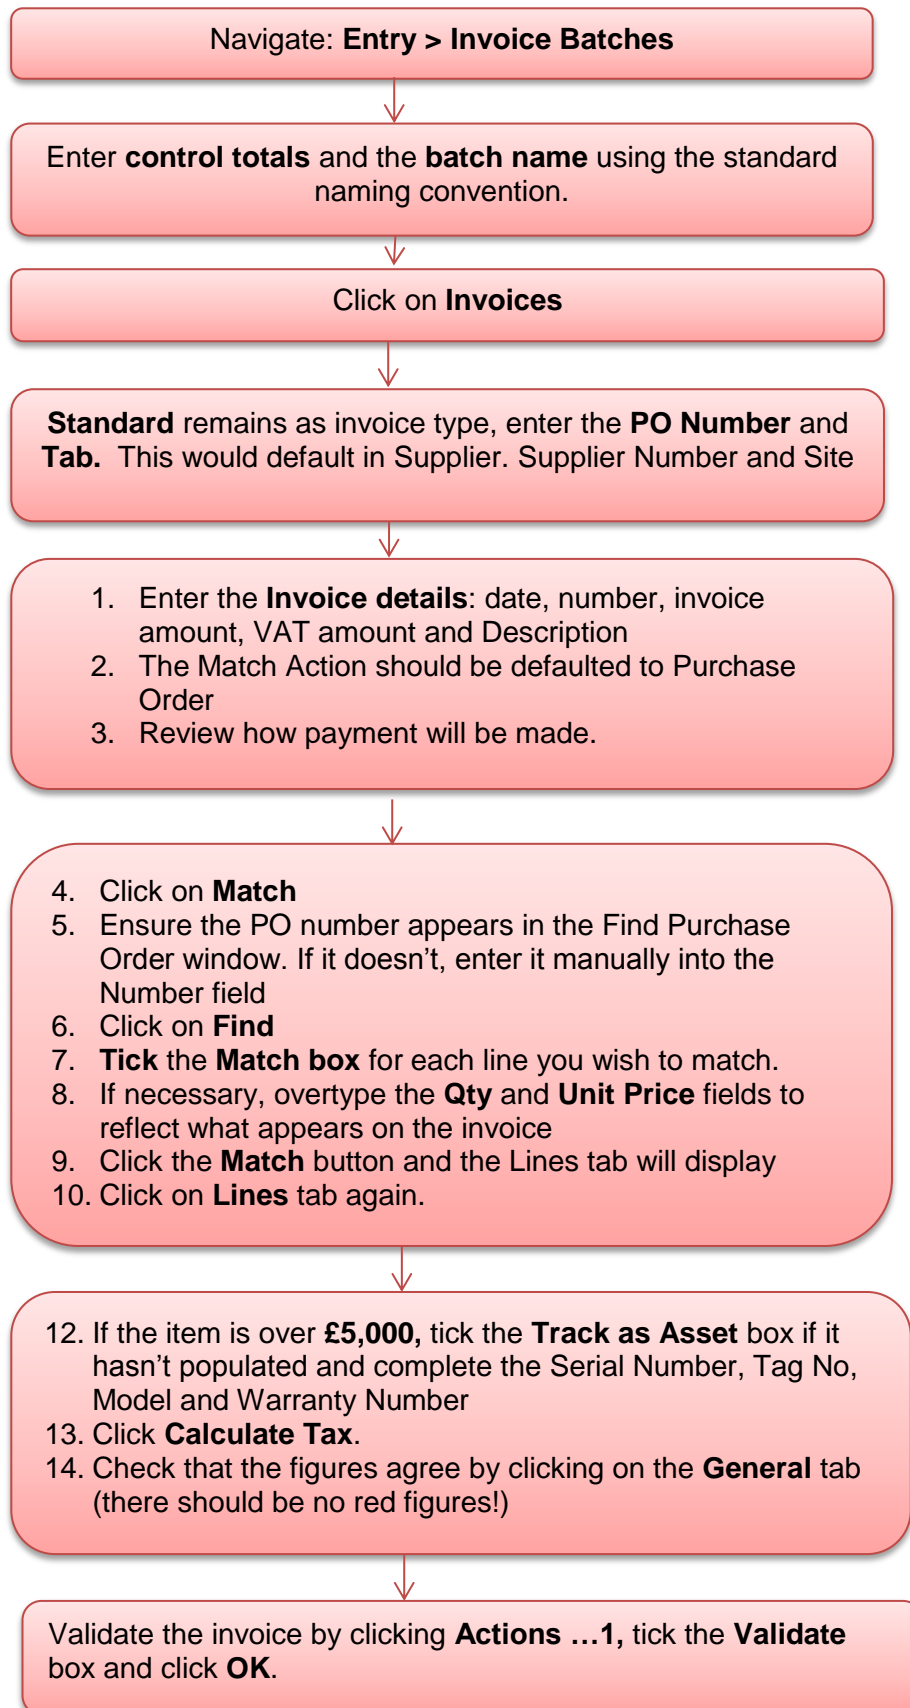 Navigate: Entry > Invoice Batches
Enter control totals and the batch name using the standard
naming convention.
Click on Invoices
Standard remains as invoice type, enter the PO Number and
Tab.  This would default in Supplier. Supplier Number and Site
1. Enter the Invoice details: date, number, invoice
amount, VAT amount and Description
2. The Match Action should be defaulted to Purchase
Order
3. Review how payment will be made.
4. Click on Match
5. Ensure the PO number appears in the Find Purchase
Order window. If it doesn’t, enter it manually into the
Number field
6. Click on Find
7. Tick the Match box for each line you wish to match.
8. If necessary, overtype the Qty and Unit Price fields to
reflect what appears on the invoice
9. Click the Match button and the Lines tab will display
10. Click on Lines tab again.
12. If the item is over £5,000, tick the Track as Asset box if it
hasn’t populated and complete the Serial Number, Tag No,
Model and Warranty Number
13. Click Calculate Tax.
14. Check that the figures agree by clicking on the General tab
(there should be no red figures!)
Validate the invoice by clicking Actions …1, tick the Validate
box and click OK.